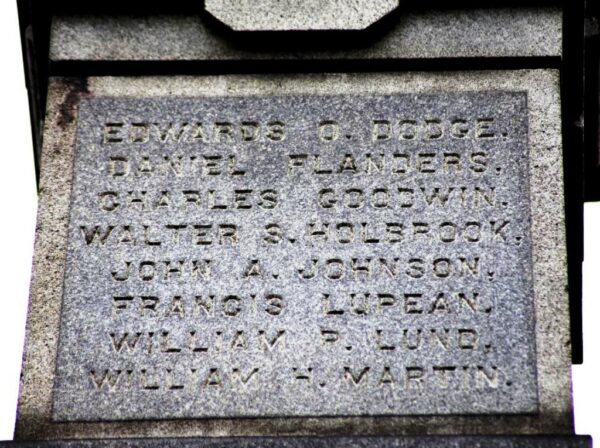 EDWARDS O. DODGE.
DANIEL FLANDERS.
CHARLES GOODWIN.
WALTER S. HOLBROOK.
JOHN A. JOHNSON.
FRANCIS LUPEAN.
WILLIAM P. LUND.
WILLIAM H. MARTIN.